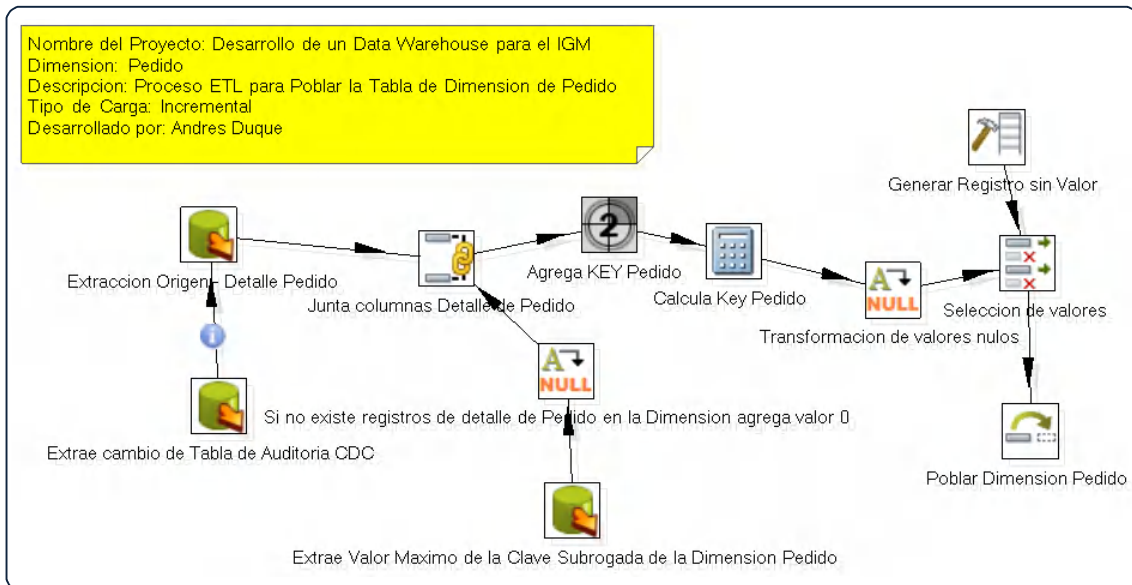 Nombre del Proyecto: Desarrollo de un Data Warehouse para el IGM
Dimension: Pedido
Descripcion: Proceso ETL para Poblar la Tabla de Dimension de Pedido
Tipo de Carga: Incremental
Desarrollado por: Andres Duque
Generar Registro sin Valor
2
Extraccion Origen - Detalle Pedido
Junta columnas Detalle de Pedido
Agrega KEY Pedido
Calcula Key Pedido
A
NULL
Transformacion de valores nulos
Seleccion de valores
i
A
NULL
Si no existe registros de detalle de Pedido en la Dimension agrega valor 0
Extrae cambio de Tabla de Auditoria CDC
Poblar Dimension Pedido
Extrae Valor Maximo de la Clave Subrogada de la Dimension Pedido